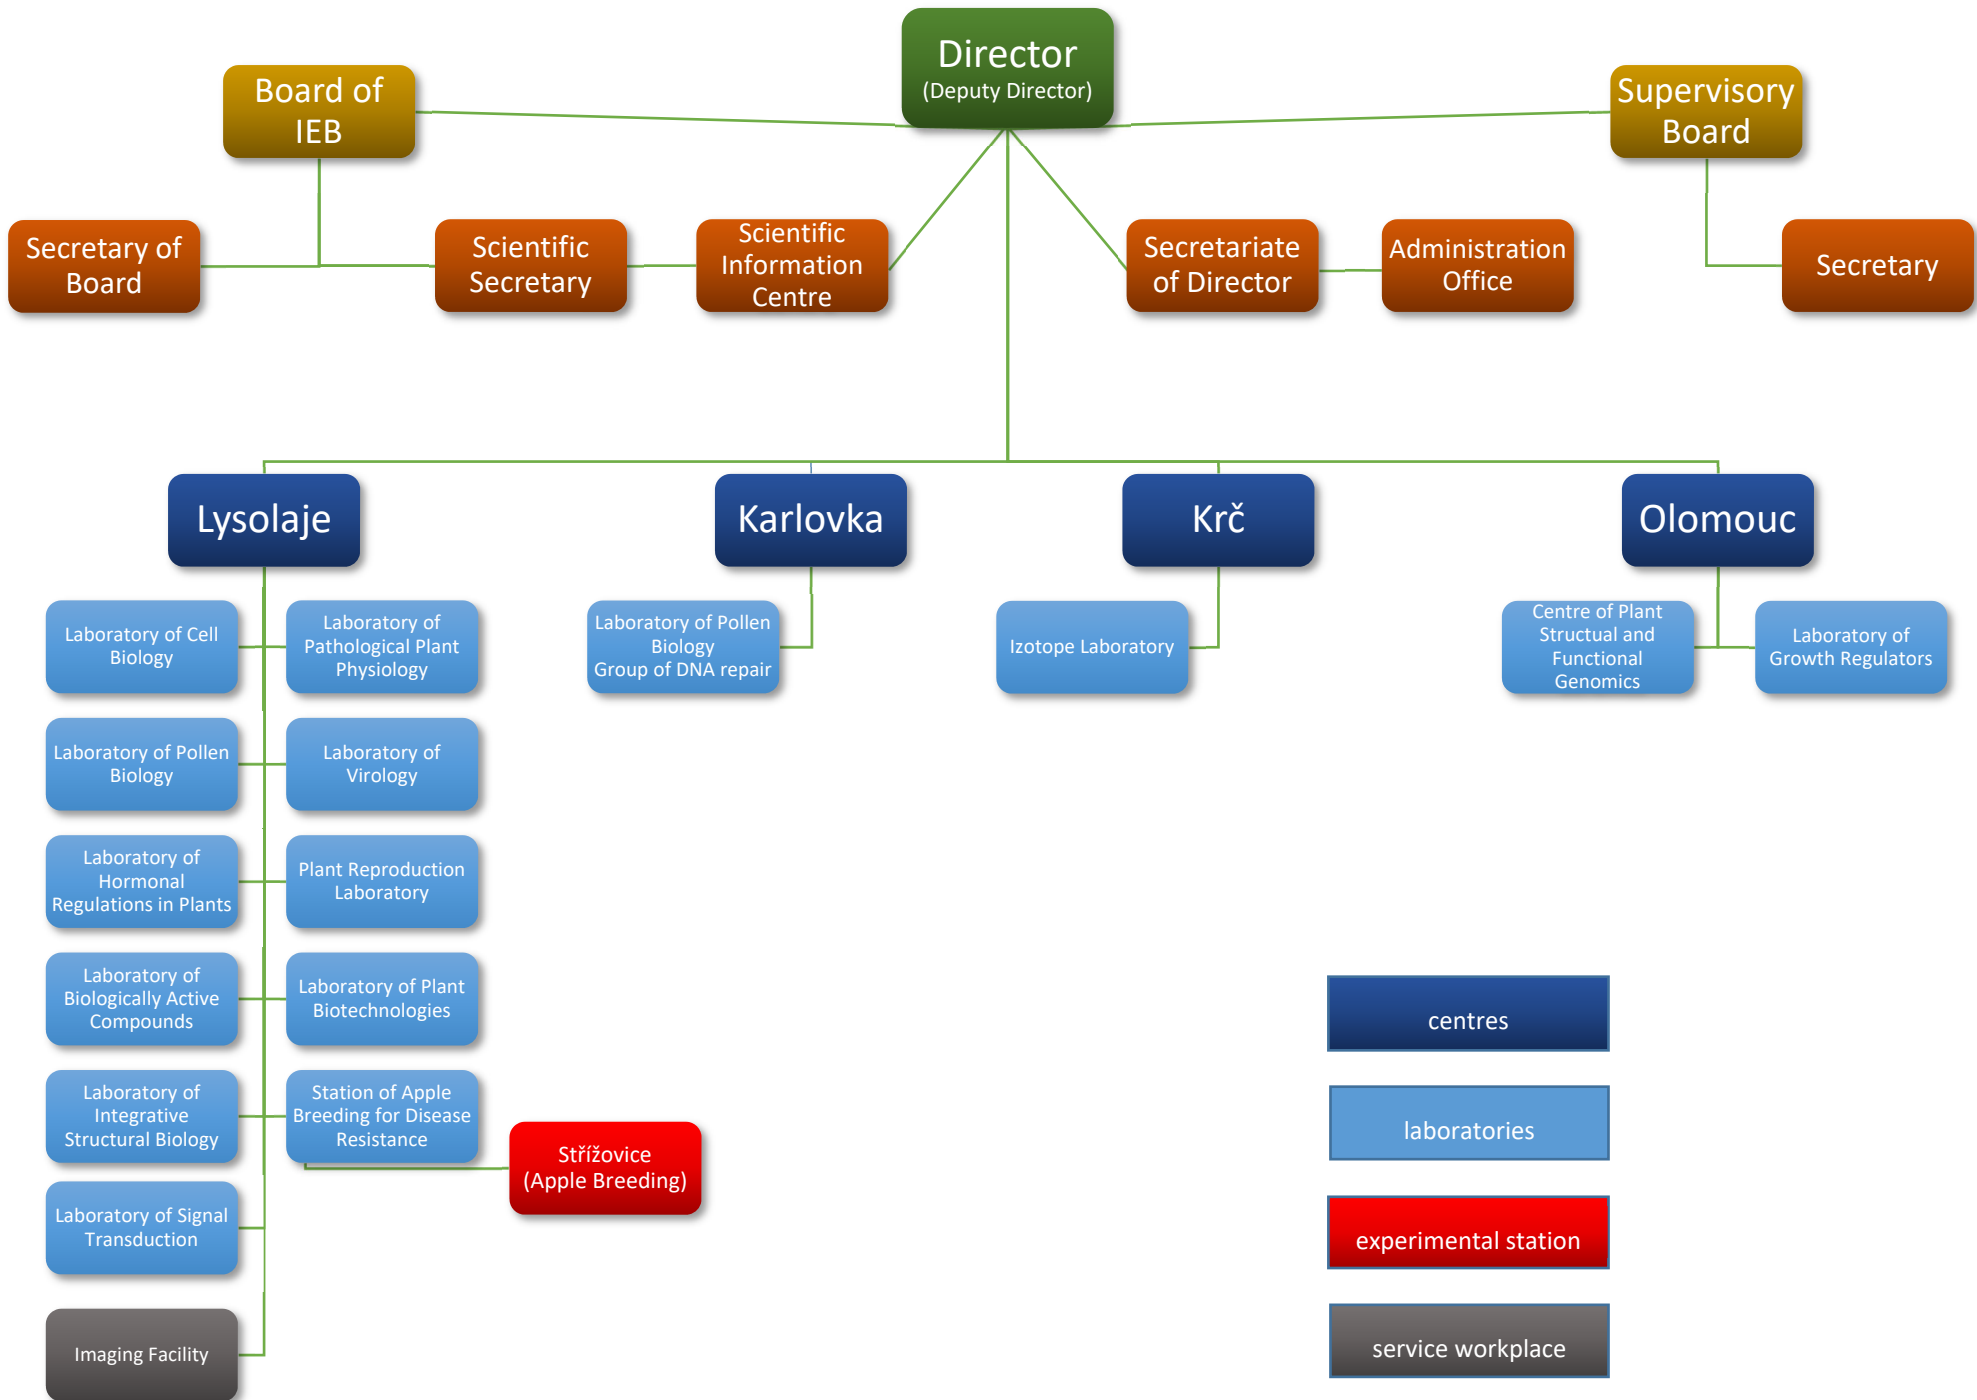 Director
(Deputy Director)
Board of
IEB
Supervisory
Board
Secretary of
Board
Scientific
Secretary
Scientific
Information
Centre
Secretariate
of Director
Administration
Office
Secretary
Lysolaje
Karlovka
Krč
Olomouc
Laboratory of Cell
Biology
Laboratory of
Pathological Plant
Physiology
Laboratory of Pollen
Biology
Group of DNA repair
Izotope Laboratory
Centre of Plant
Structual and
Functional
Genomics
Laboratory of
Growth Regulators
Laboratory of Pollen
Biology
Laboratory of
Virology
Laboratory of
Hormonal
Regulations in Plants
Plant Reproduction
Laboratory
Laboratory of
Biologically Active
Compounds
Laboratory of Plant
Biotechnologies
centres
Laboratory of
Integrative
Structural Biology
Station of Apple
Breeding for Disease
Resistance
laboratories
Střížovice
(Apple Breeding)
Laboratory of Signal
Transduction
experimental station
Imaging Facility
service workplace